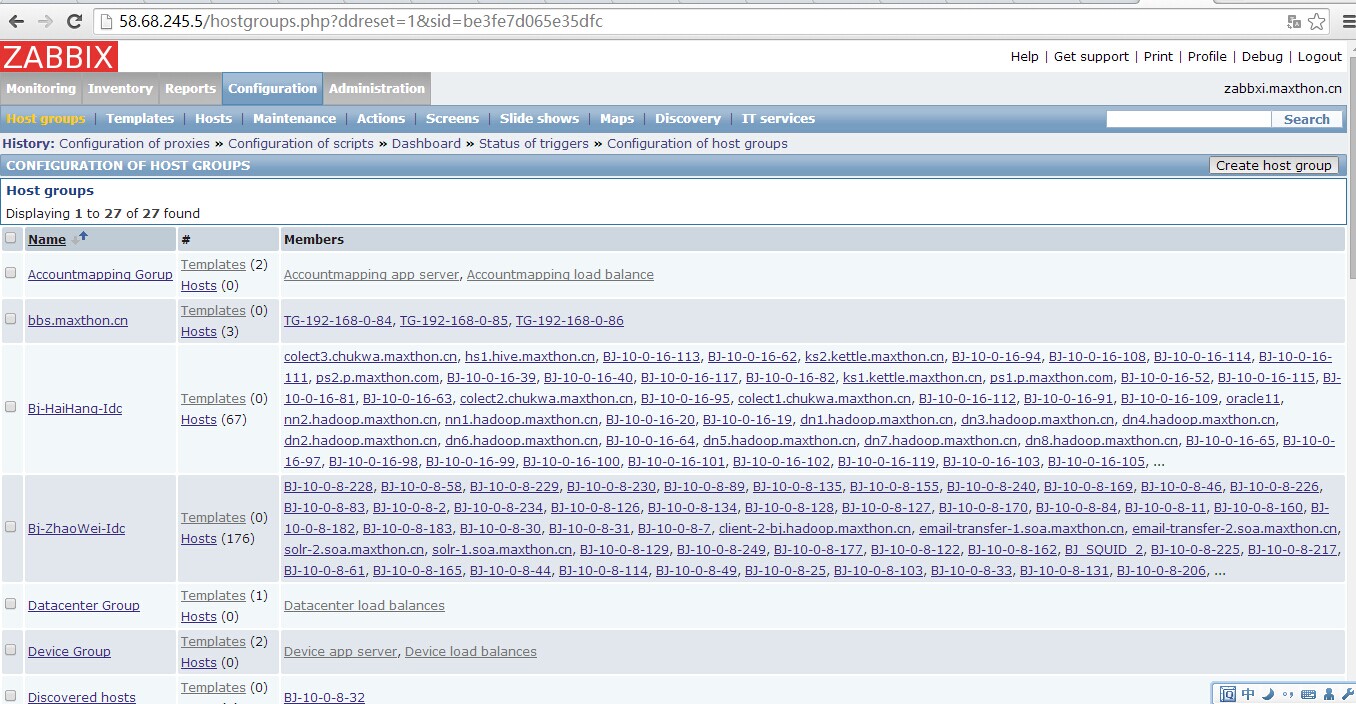 58.68.245.5/hostgroups.php?ddreset=1&sid=be3fe7d065e35dfc
ZABBIX
Help | Get support | Print | Profile | Debug | Logout
Monitoring Inventory Reports Configuration Administration
zabbxi.maxthon.cn
Host groups | Templates | Hosts | Maintenance | Actions | Screens | Slide shows | Maps | Discovery | IT services
Search
History: Configuration of proxies » Configuration of scripts » Dashboard » Status of triggers » Configuration of host groups
CONFIGURATION OF HOST GROUPS
Create host group
Host groups
Displaying 1 to 27 of 27 found
Name # Members
Accountmapping Gorup
Templates (2)
Hosts (0)
Accountmapping app server, Accountmapping load balance
bbs.maxthon.cn
Templates (0)
Hosts (3)
TG-192-168-0-84, TG-192-168-0-85, TG-192-168-0-86
Bj-HaiHang-Idc
Templates (0)
Hosts (67)
colect3.chukwa.maxthon.cn, hs1.hive.maxthon.cn, BJ-10-0-16-113, BJ-10-0-16-62, ks2.kettle.maxthon.cn, BJ-10-0-16-94, BJ-10-0-16-108, BJ-10-0-16-114, BJ-10-0-16-
111, ps2.p.maxthon.com, BJ-10-0-16-39, BJ-10-0-16-40, BJ-10-0-16-117, BJ-10-0-16-82, ks1.kettle.maxthon.cn, ps1.p.maxthon.com, BJ-10-0-16-52, BJ-10-0-16-115, BJ-
10-0-16-81, BJ-10-0-16-63, colect2.chukwa.maxthon.cn, BJ-10-0-16-95, colect1.chukwa.maxthon.cn, BJ-10-0-16-112, BJ-10-0-16-91, BJ-10-0-16-109, oracle11,
nn2.hadoop.maxthon.cn, nn1.hadoop.maxthon.cn, BJ-10-0-16-20, BJ-10-0-16-19, dn1.hadoop.maxthon.cn, dn3.hadoop.maxthon.cn, dn4.hadoop.maxthon.cn,
dn2.hadoop.maxthon.cn, dn6.hadoop.maxthon.cn, BJ-10-0-16-64, dn5.hadoop.maxthon.cn, dn7.hadoop.maxthon.cn, dn8.hadoop.maxthon.cn, BJ-10-0-16-65, BJ-10-0-
16-97, BJ-10-0-16-98, BJ-10-0-16-99, BJ-10-0-16-100, BJ-10-0-16-101, BJ-10-0-16-102, BJ-10-0-16-119, BJ-10-0-16-103, BJ-10-0-16-105, ...
Bj-ZhaoWei-Idc
Templates (0)
Hosts (176)
BJ-10-0-8-228, BJ-10-0-8-58, BJ-10-0-8-229, BJ-10-0-8-230, BJ-10-0-8-89, BJ-10-0-8-135, BJ-10-0-8-155, BJ-10-0-8-240, BJ-10-0-8-169, BJ-10-0-8-46, BJ-10-0-8-226,
BJ-10-0-8-83, BJ-10-0-8-2, BJ-10-0-8-234, BJ-10-0-8-126, BJ-10-0-8-134, BJ-10-0-8-128, BJ-10-0-8-127, BJ-10-0-8-170, BJ-10-0-8-84, BJ-10-0-8-11, BJ-10-0-8-160, BJ-
10-0-8-182, BJ-10-0-8-183, BJ-10-0-8-30, BJ-10-0-8-31, BJ-10-0-8-7, client-2-bj.hadoop.maxthon.cn, email-transfer-1.soa.maxthon.cn, email-transfer-2.soa.maxthon.cn,
solr-2.soa.maxthon.cn, solr-1.soa.maxthon.cn, BJ-10-0-8-129, BJ-10-0-8-249, BJ-10-0-8-177, BJ-10-0-8-122, BJ-10-0-8-162, BJ_SQUID_2, BJ-10-0-8-225, BJ-10-0-8-217,
BJ-10-0-8-61, BJ-10-0-8-165, BJ-10-0-8-44, BJ-10-0-8-114, BJ-10-0-8-49, BJ-10-0-8-25, BJ-10-0-8-103, BJ-10-0-8-33, BJ-10-0-8-131, BJ-10-0-8-206, ...
Datacenter Group
Templates (1)
Hosts (0)
Datacenter load balances
Device Group
Templates (2)
Hosts (0)
Device app server, Device load balances
Discovered hosts
Templates (0)
BJ-10-0-8-32
中